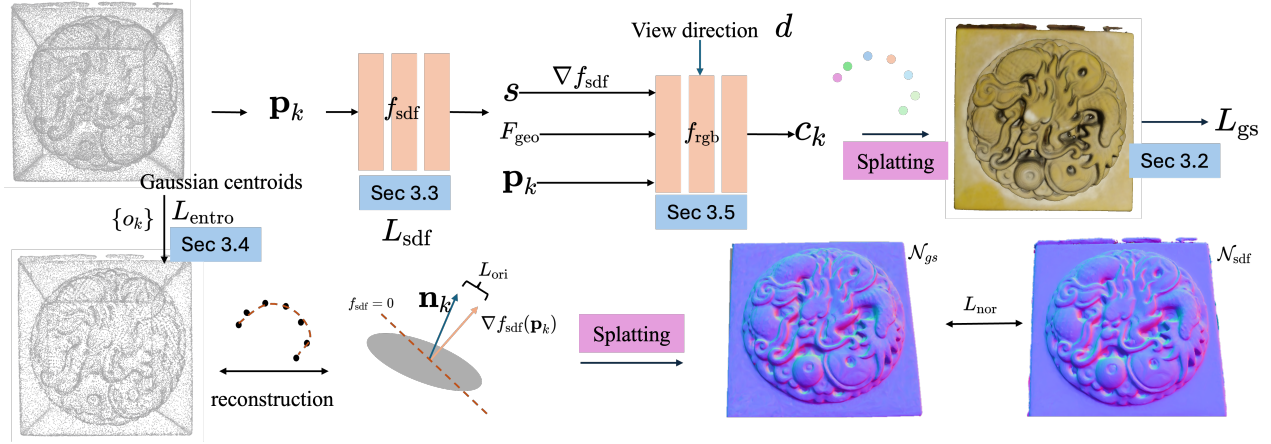 View direction d
p_k
f_sdf
s
∇f_sdf
F_geo
p_k
f_rgb
c_k
Splatting
L_gs
Sec 3.2
Sec 3.3
L_sdf
Sec 3.5
Gaussian centroids
{o_k}
L_entro
Sec 3.4
reconstruction
f_sdf = 0
n_k
L_ori
∇f_sdf(p_k)
Splatting
𝒩_gs
L_nor
𝒩_sdf